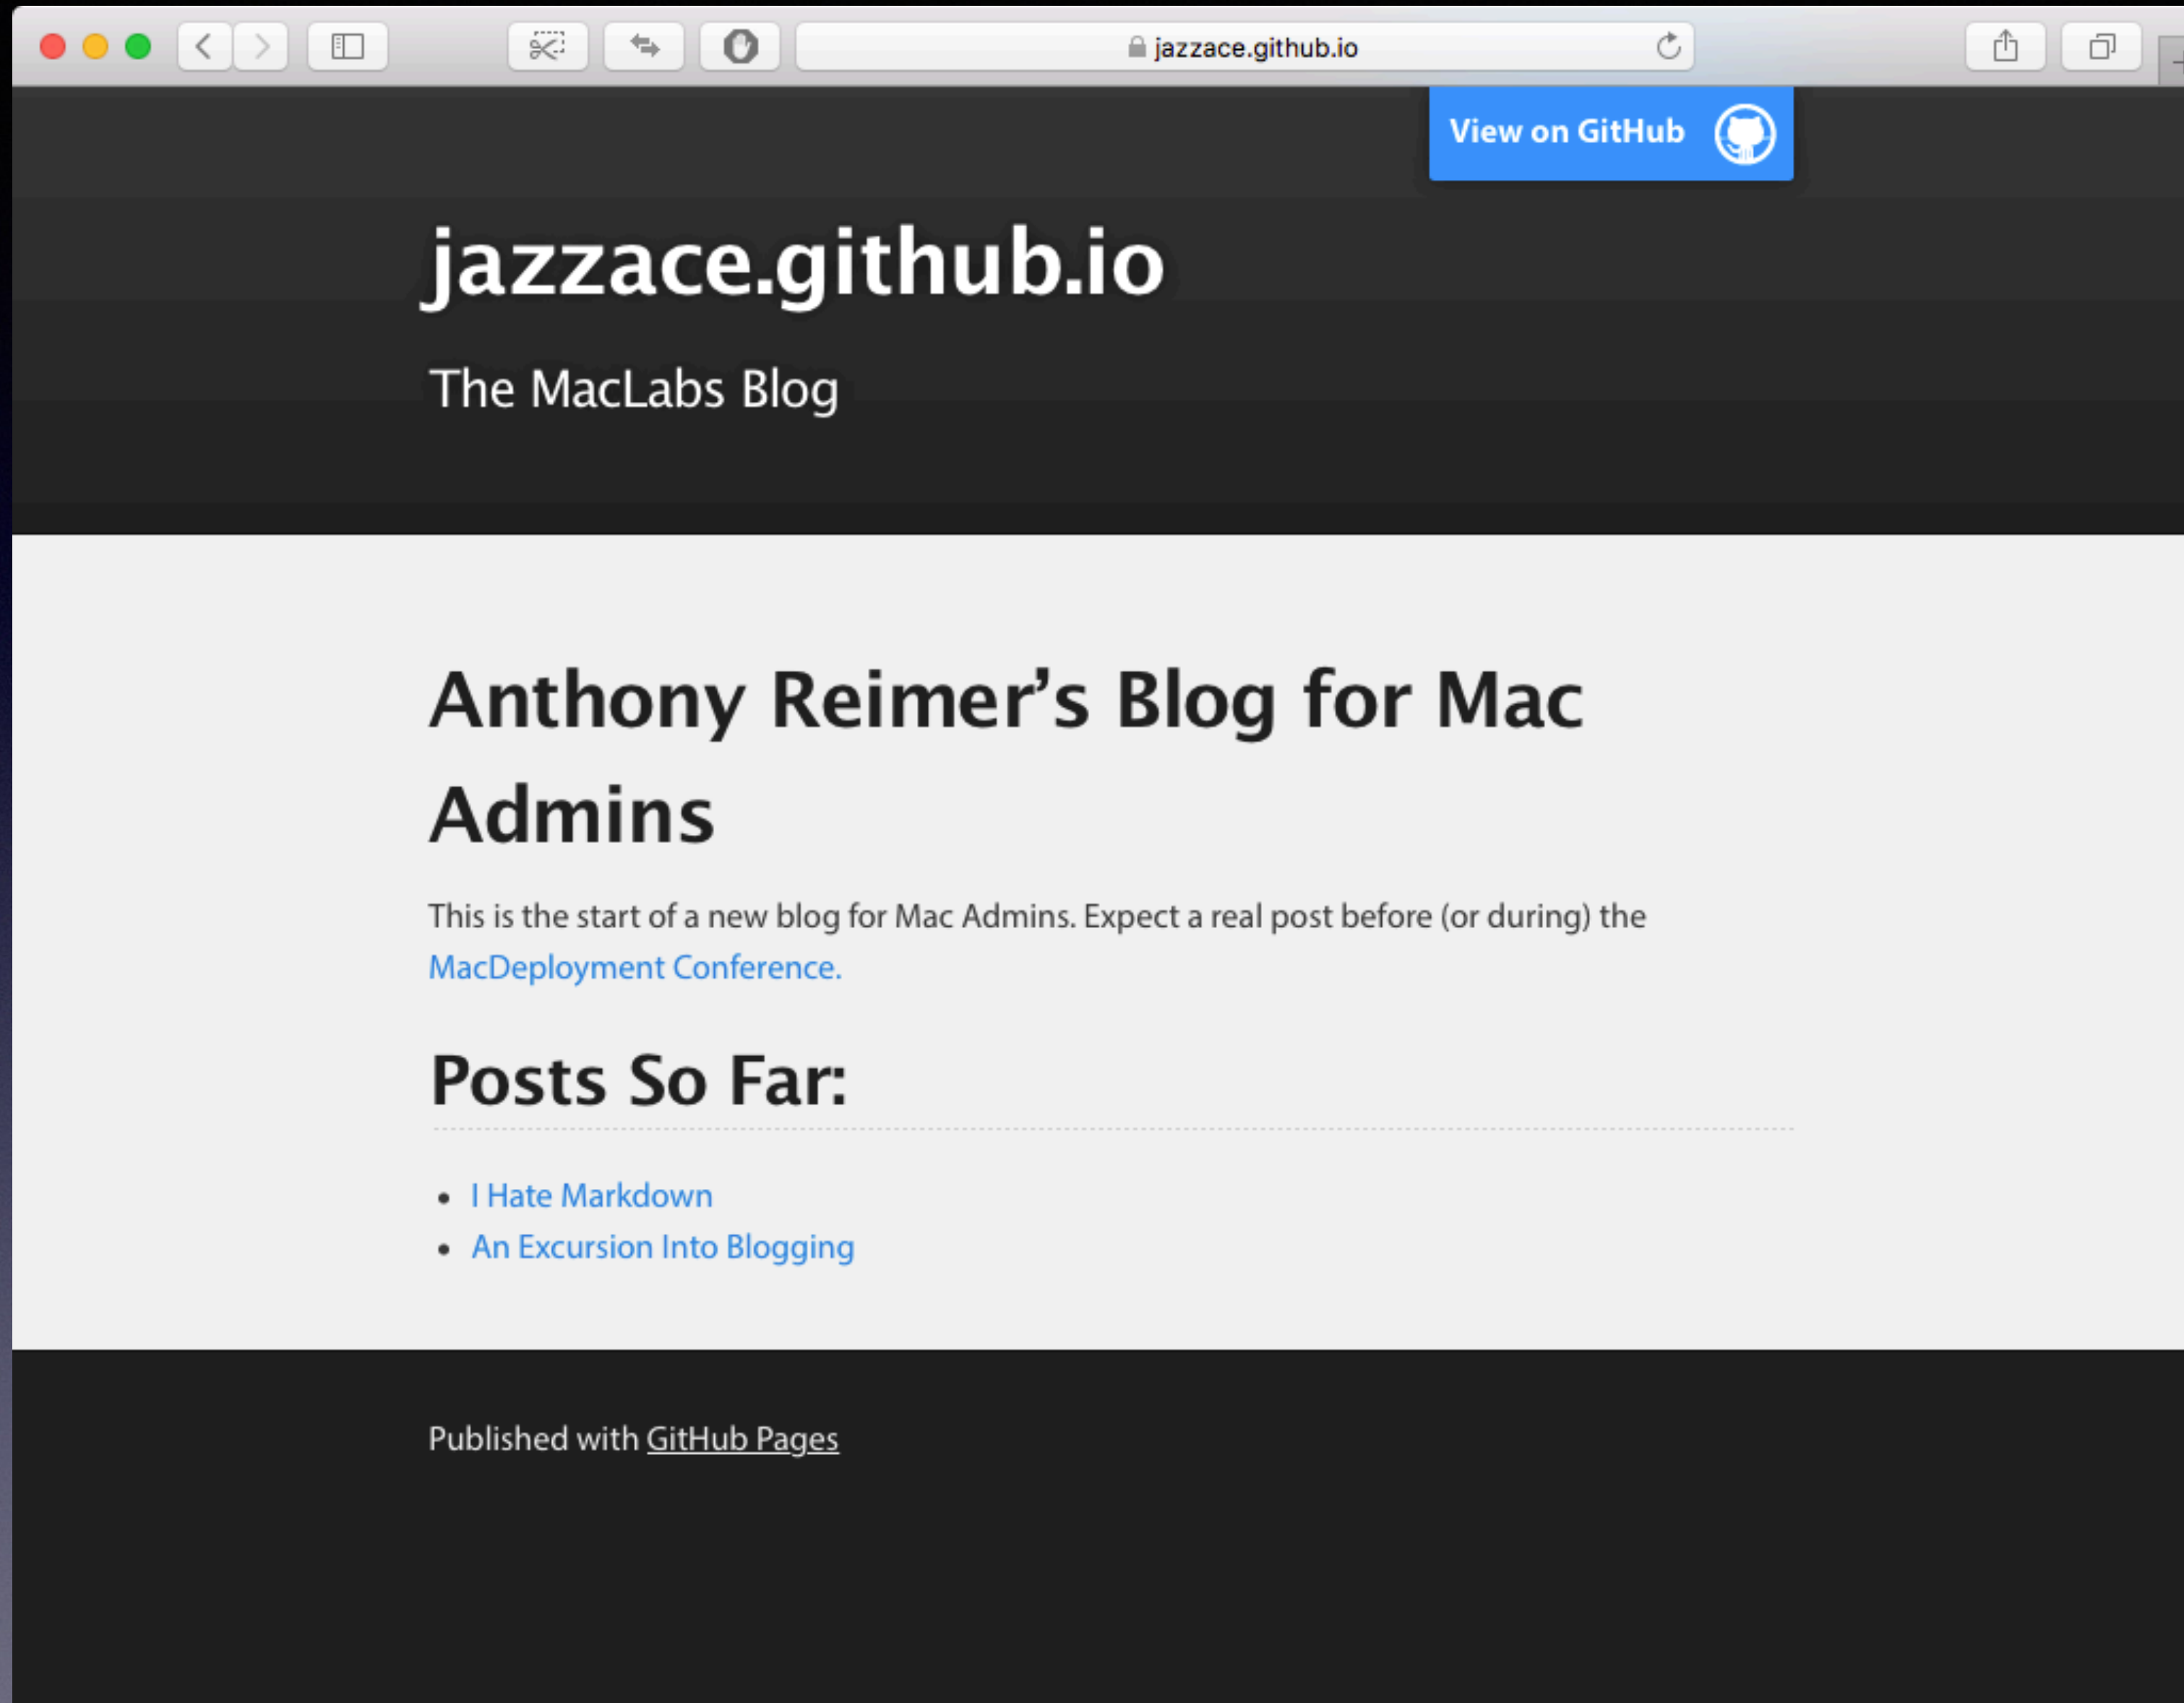 jazzace.github.io
View on GitHub
jazzace.github.io
The MacLabs Blog
Anthony Reimer’s Blog for Mac
Admins
This is the start of a new blog for Mac Admins. Expect a real post before (or during) the
MacDeployment Conference.
Posts So Far:
• I Hate Markdown
• An Excursion Into Blogging
Published with GitHub Pages